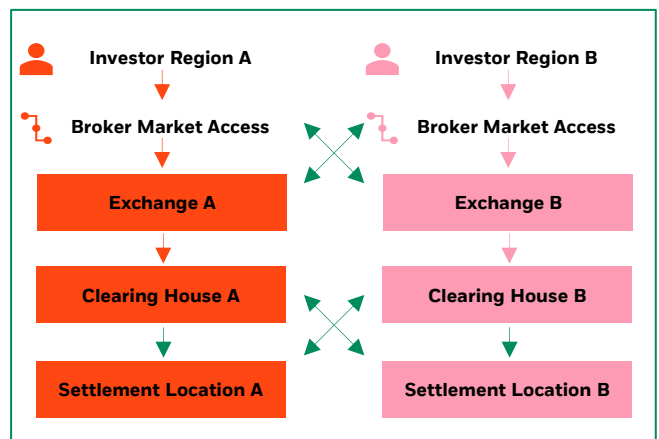 Investor Region A
Investor Region B
Broker Market Access
Broker Market Access
Exchange A
Exchange B
Clearing House A
Clearing House B
Settlement Location A
Settlement Location B